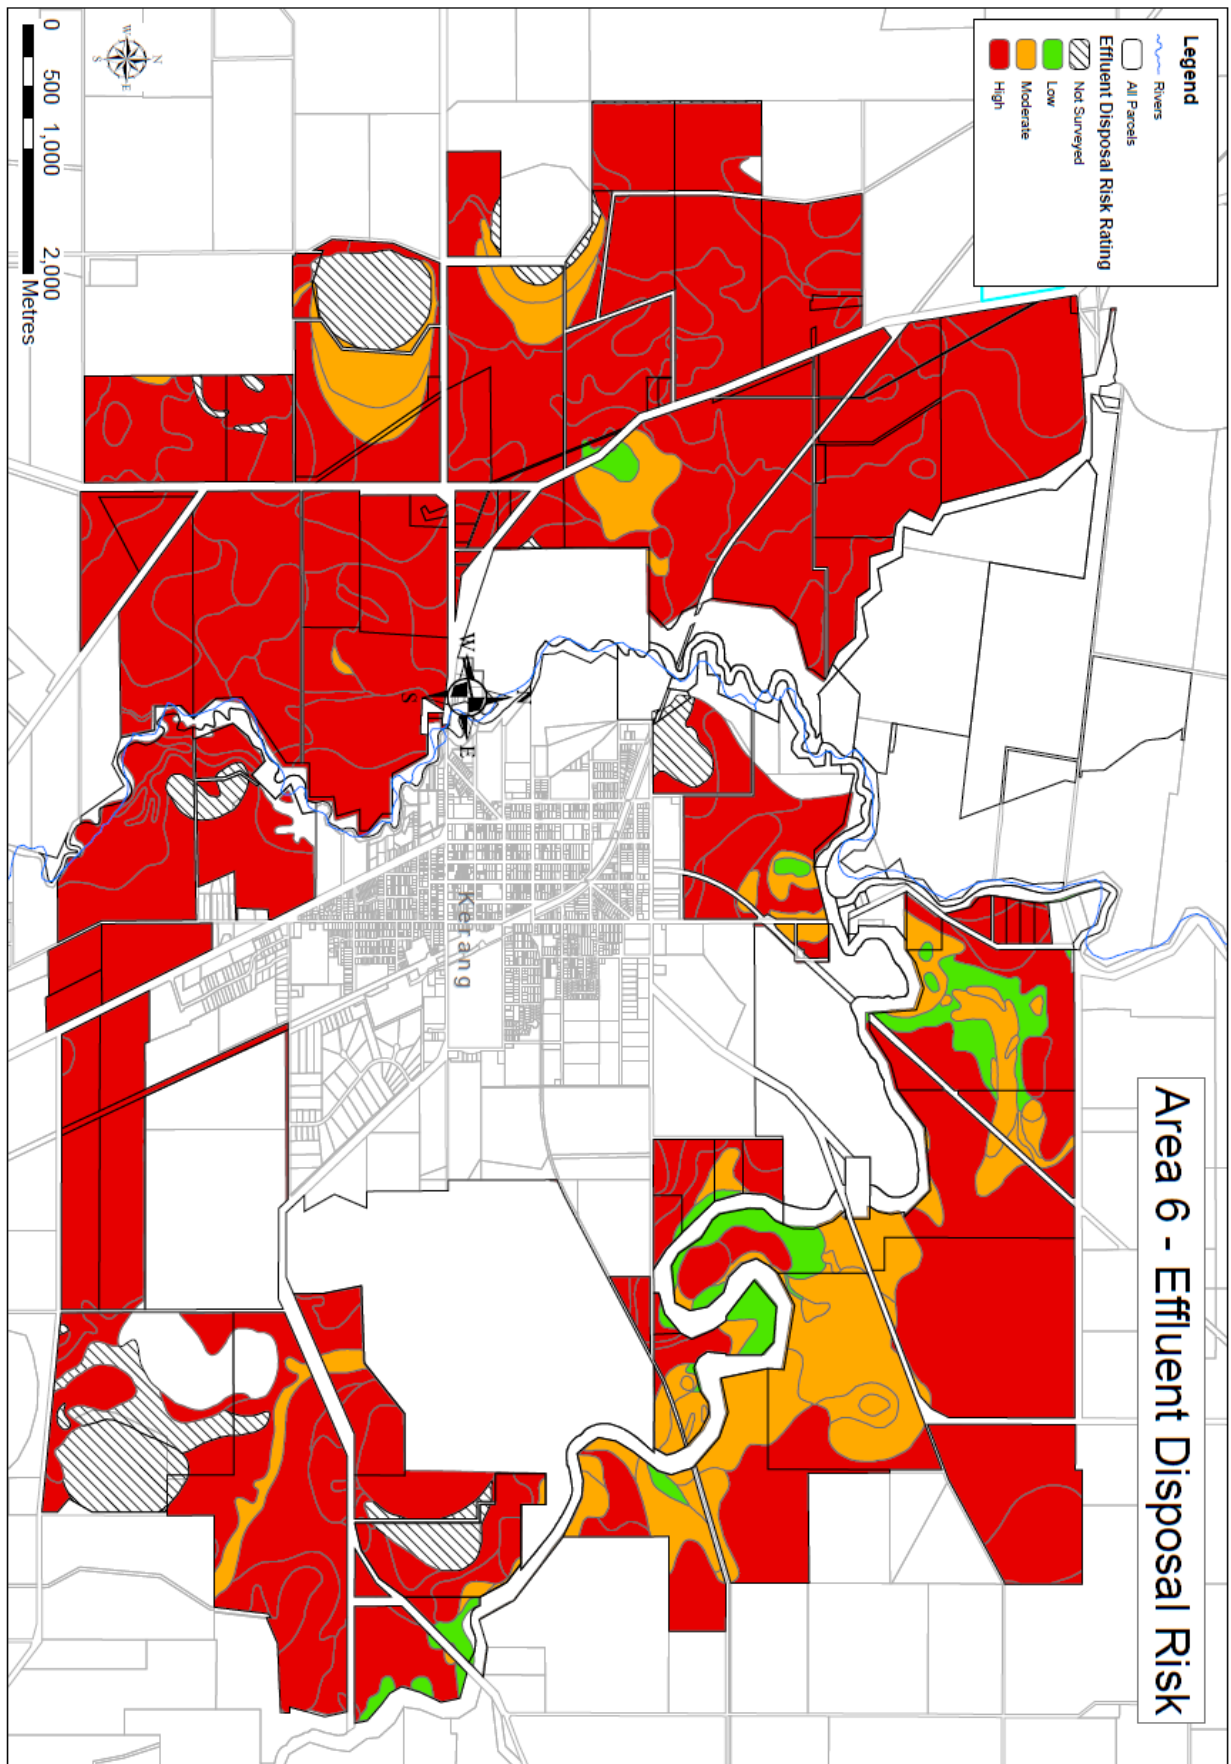 Area 6 - Effluent Disposal Risk
Legend
Rivers
All Parcels
Effluent Disposal Risk Rating
Not Surveyed
Low
Moderate
High
Kerang
N
W
E
S
W
E
S
0 500 1,000 2,000
Metres